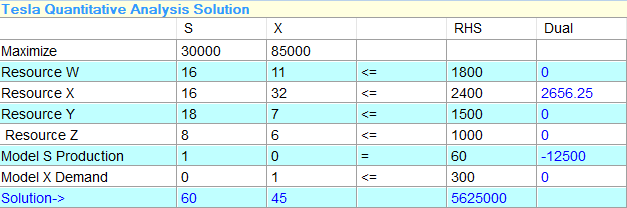 Tesla Quantitative Analysis Solution
S X RHS Dual
Maximize 30000 85000
Resource W 16 11 <= 1800 0
Resource X 16 32 <= 2400 2656.25
Resource Y 18 7 <= 1500 0
Resource Z 8 6 <= 1000 0
Model S Production 1 0 = 60 -12500
Model X Demand 0 1 <= 300 0
Solution-> 60 45 5625000